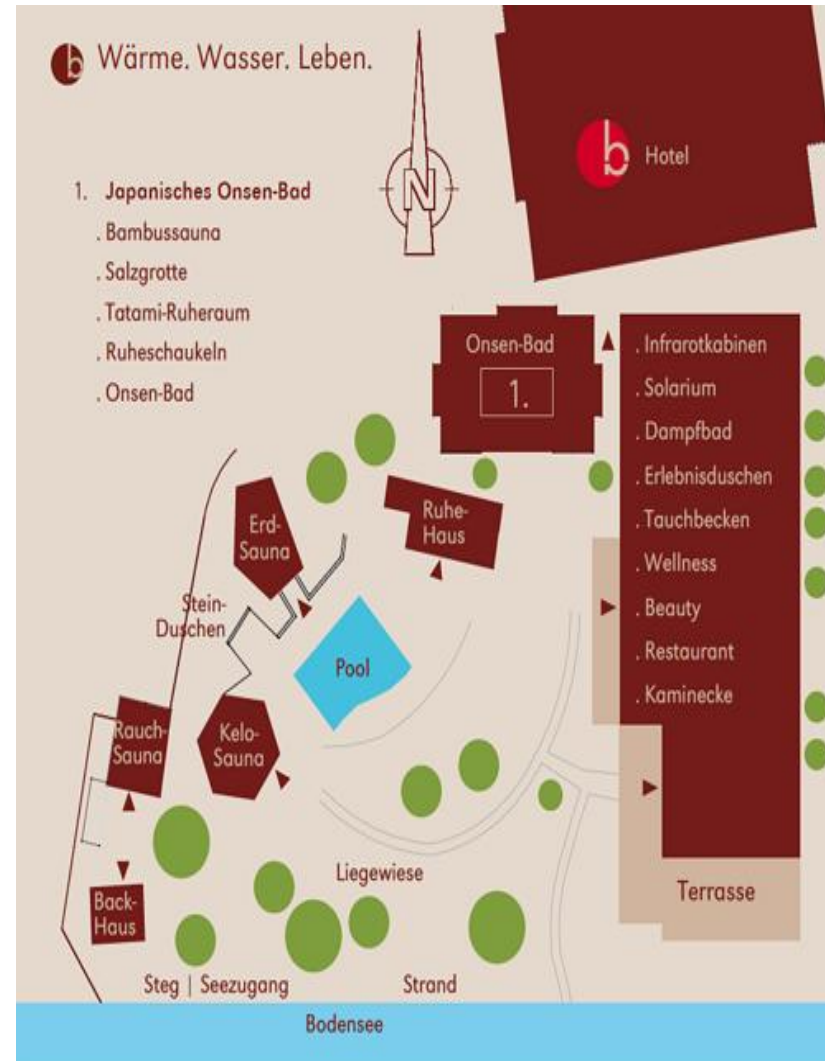 b Wärme. Wasser. Leben.
N
b Hotel
1. Japanisches Onsen-Bad
. Bambussauna
. Salzgrotte
. Tatami-Ruheraum
. Ruheschaukeln
. Onsen-Bad
Onsen-Bad
1.
. Infrarotkabinen
. Solarium
. Dampfbad
. Erlebnisduschen
. Tauchbecken
. Wellness
. Beauty
. Restaurant
. Kaminecke
Ruhe-
Haus
Erd-
Sauna
Stein-
Duschen
Pool
Rauch-
Sauna
Kelo-
Sauna
Liegewiese
Terrasse
Back-
Haus
Steg | Seezugang
Strand
Bodensee